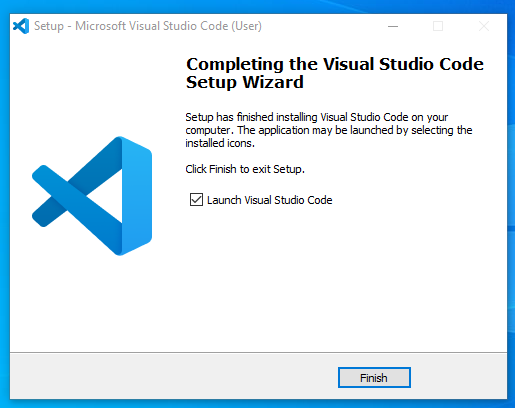 Setup - Microsoft Visual Studio Code (User)
Completing the Visual Studio Code
Setup Wizard
Setup has finished installing Visual Studio Code on your
computer. The application may be launched by selecting the
installed icons.
Click Finish to exit Setup.
Launch Visual Studio Code
Finish